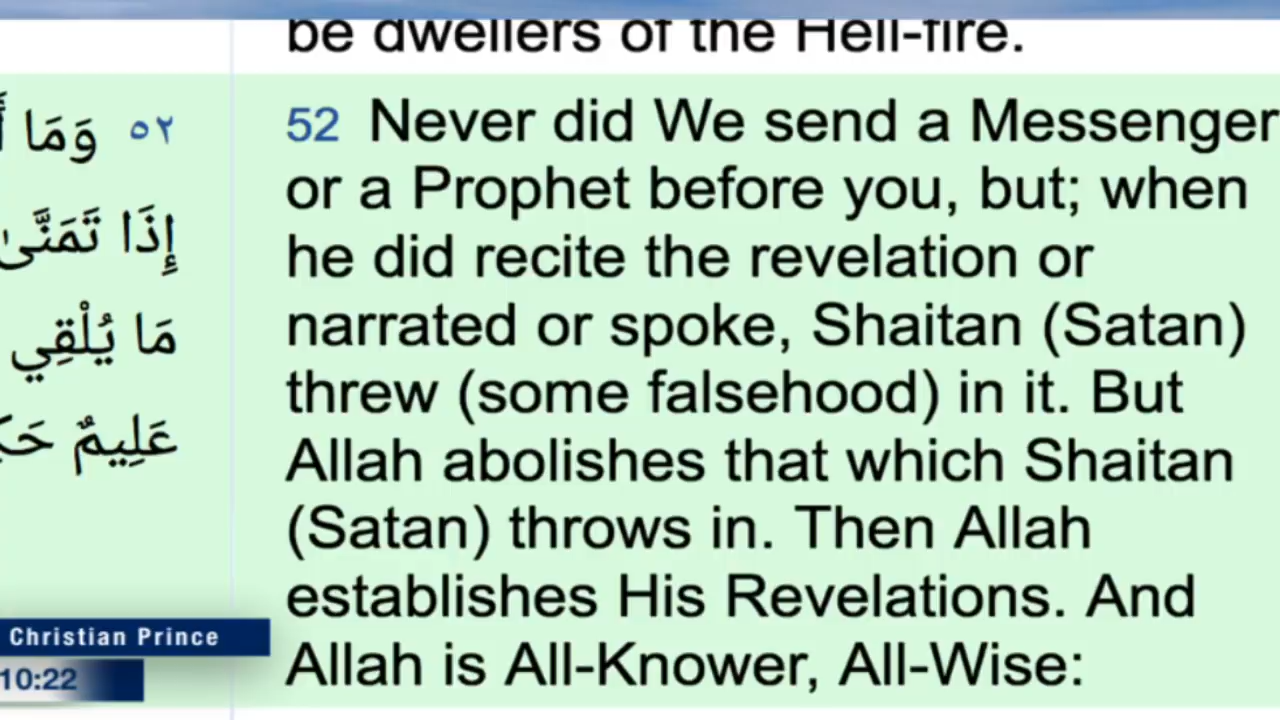 be dwellers of the Hell-fire.
52 Never did We send a Messenger
or a Prophet before you, but; when
he did recite the revelation or
narrated or spoke, Shaitan (Satan)
threw (some falsehood) in it. But
Allah abolishes that which Shaitan
(Satan) throws in. Then Allah
establishes His Revelations. And
Allah is All-Knower, All-Wise:
٥٢ وَمَا
إِذَا تَمَنَّىٰ
مَا يُلْقِي
عَلِيمٌ
Christian Prince
10:22